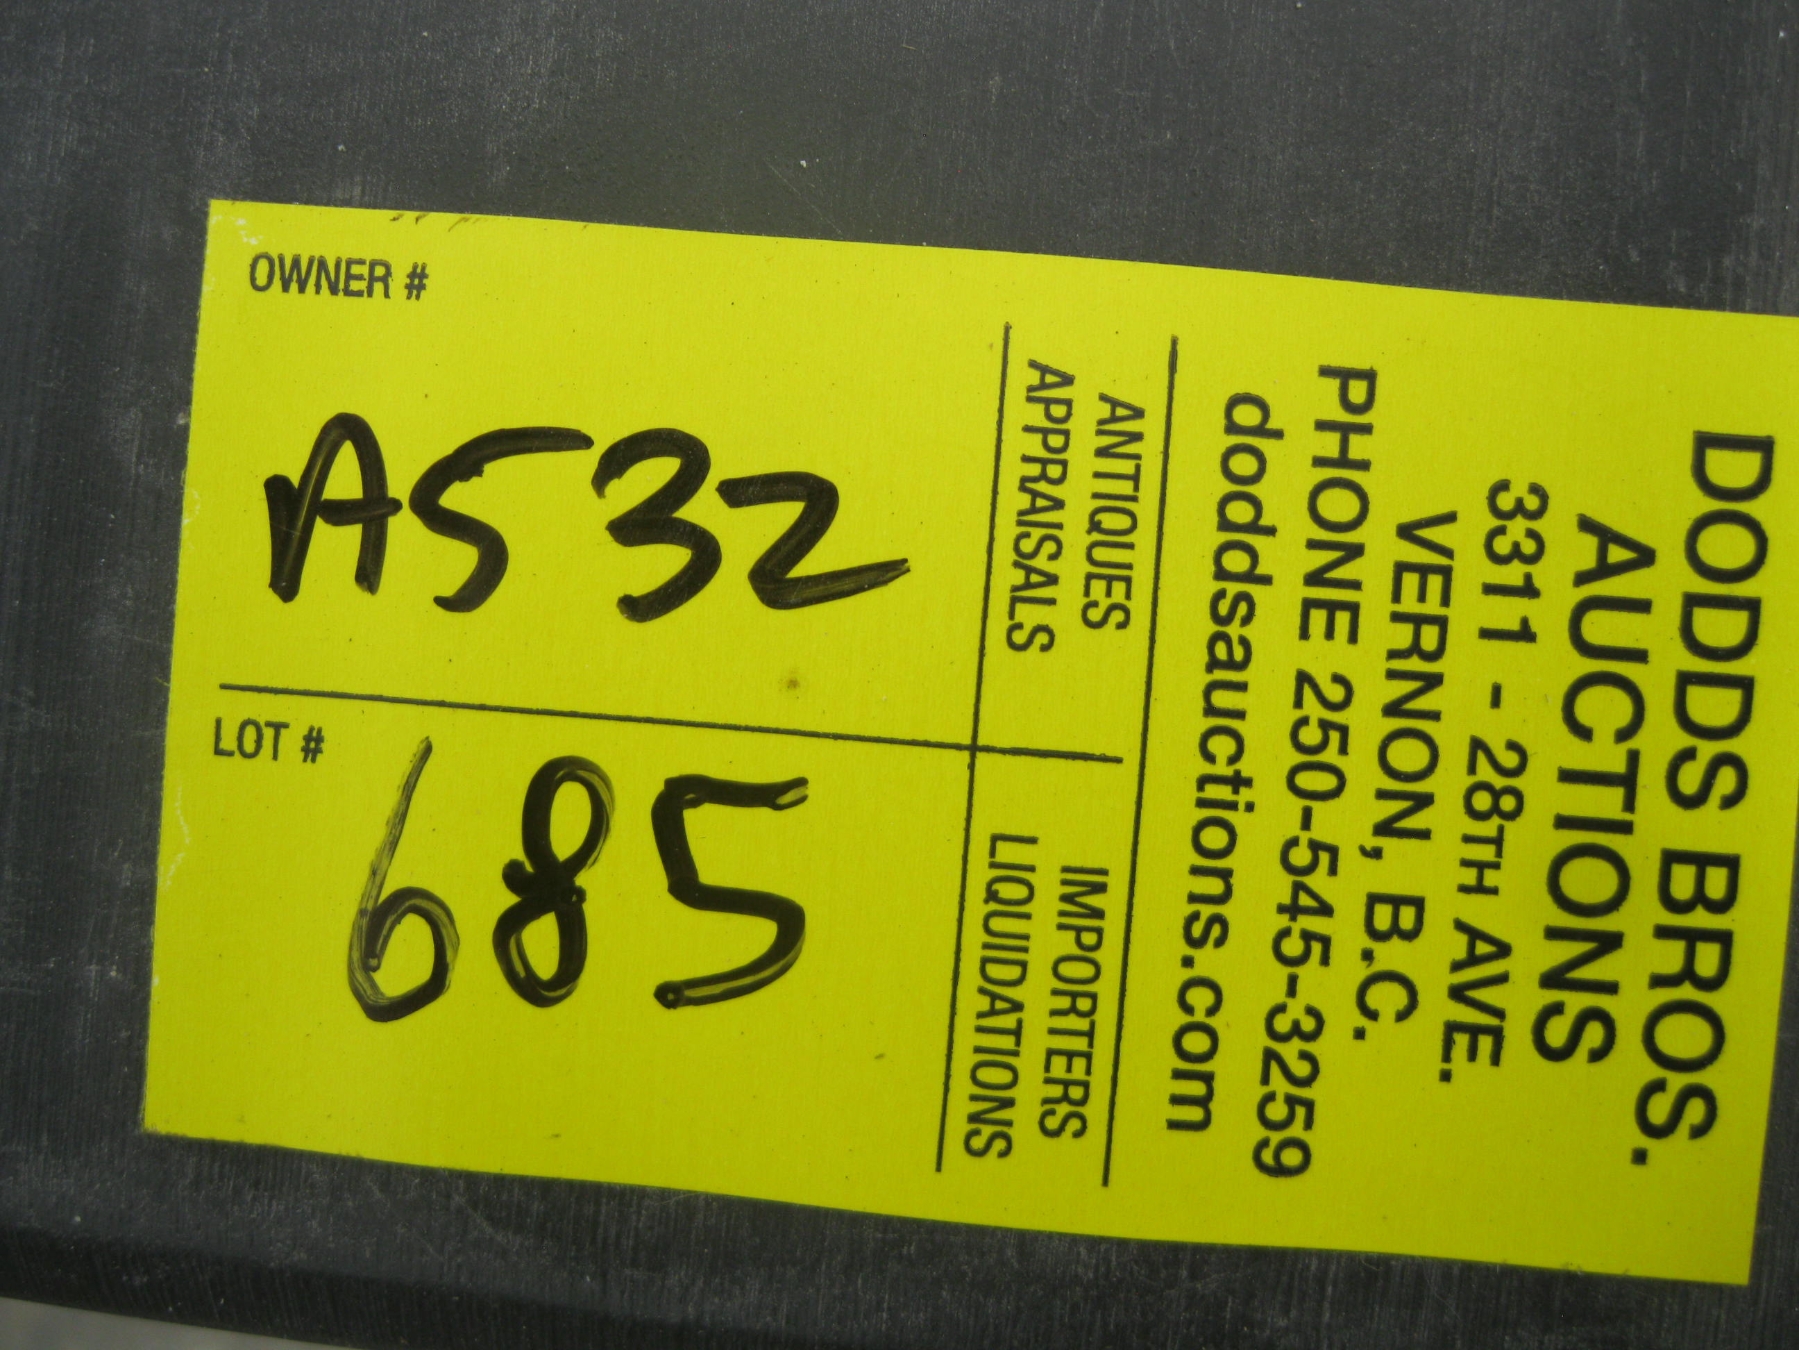 DODDS BROS.
AUCTIONS
3311 - 28TH AVE.
VERNON, B.C.
PHONE 250-545-3259
doddsauctions.com
ANTIQUES
APPRAISALS
IMPORTERS
LIQUIDATIONS
OWNER #
A532
LOT #
685